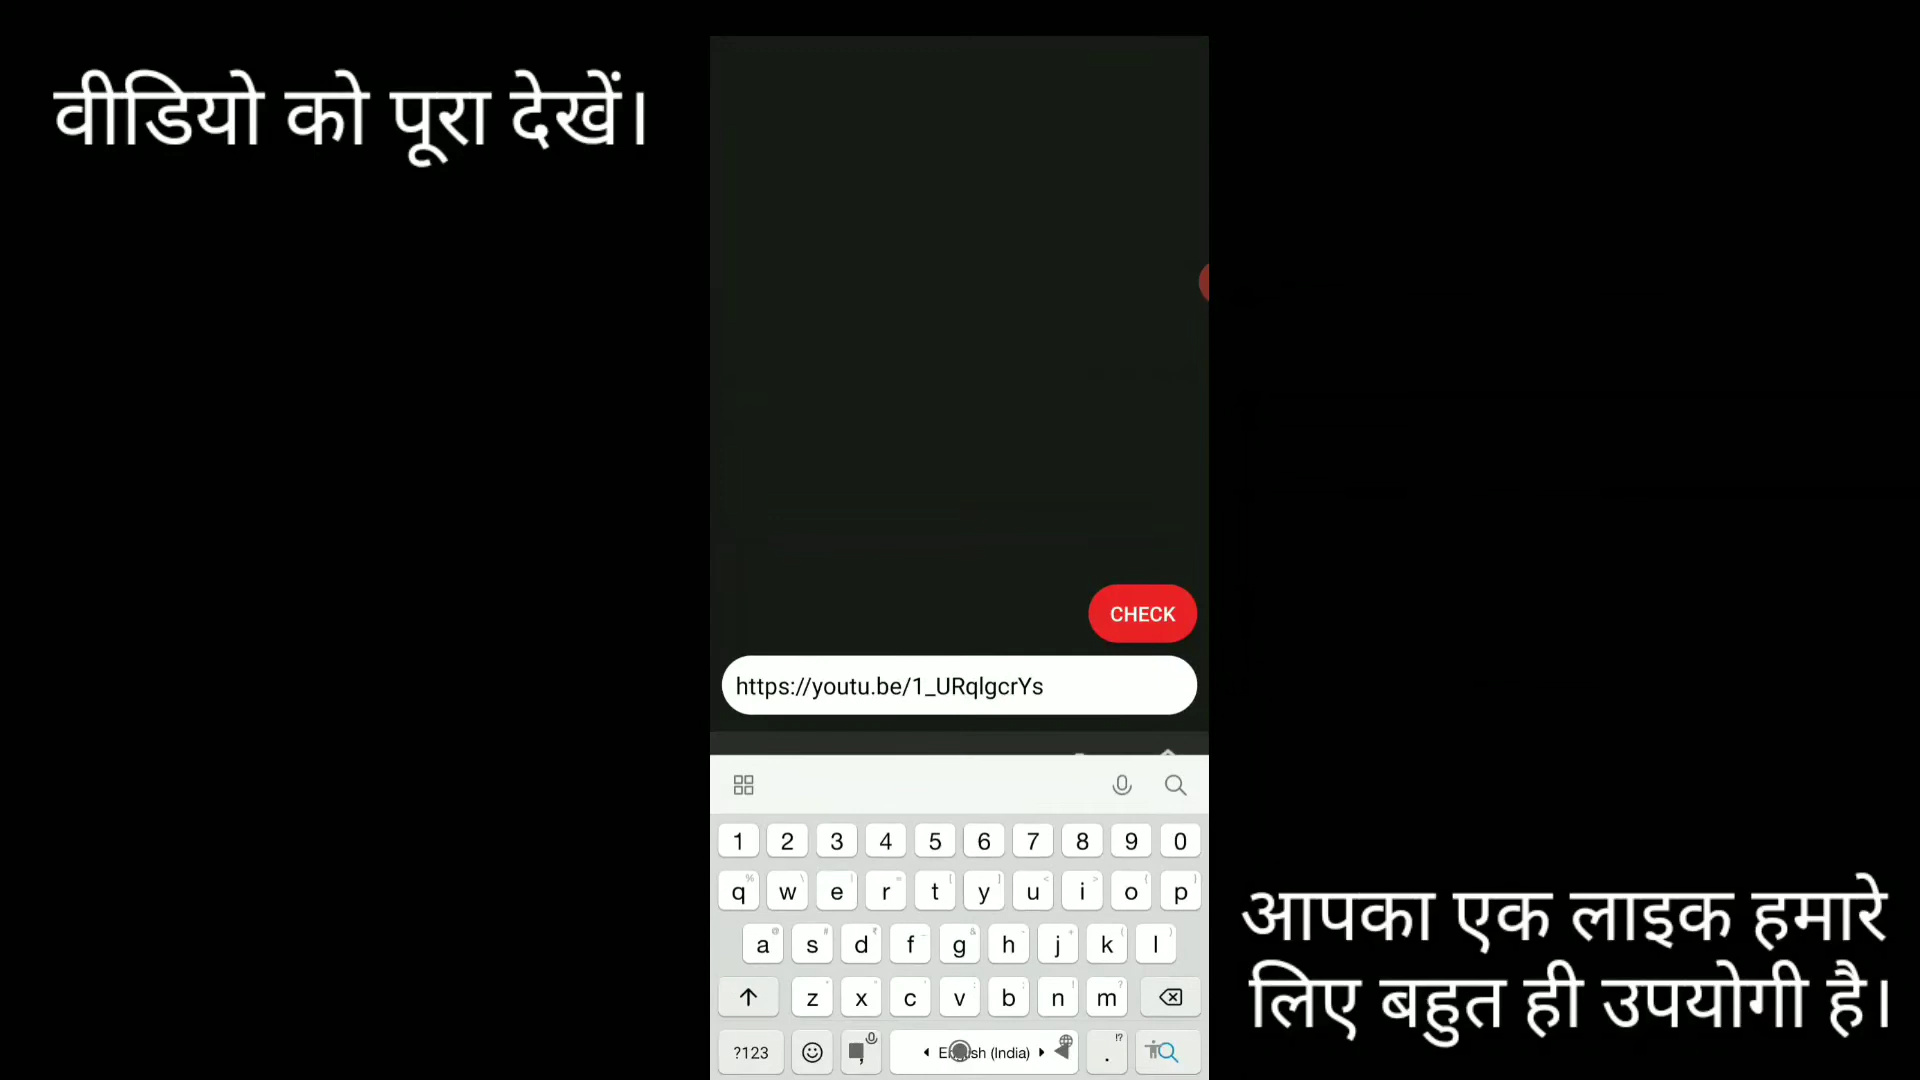 वीडियो को पूरा देखें।
CHECK
https://youtu.be/1_URqlgcrYs
1 2 3 4 5 6 7 8 9 0
q w e r t y u i o p
a s d f g h j k l
z x c v b n m
?123 , English (India) .
आपका एक लाइक हमारे
लिए बहुत ही उपयोगी है।